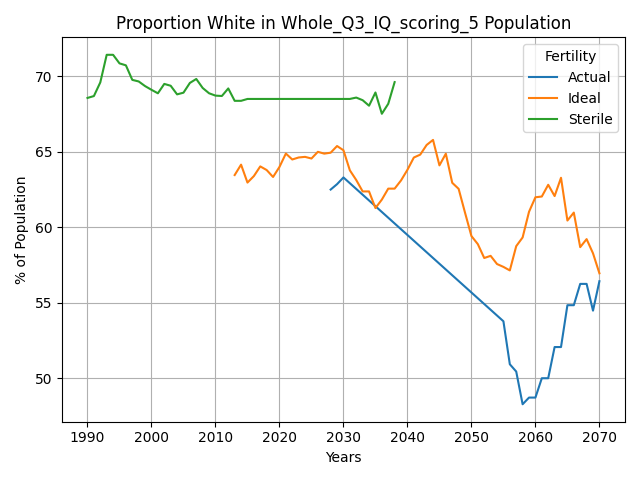 Proportion White in Whole_Q3_IQ_scoring_5 Population
Fertility
Actual
Ideal
Sterile
% of Population
70
65
60
55
50
1990 2000 2010 2020 2030 2040 2050 2060 2070
Years